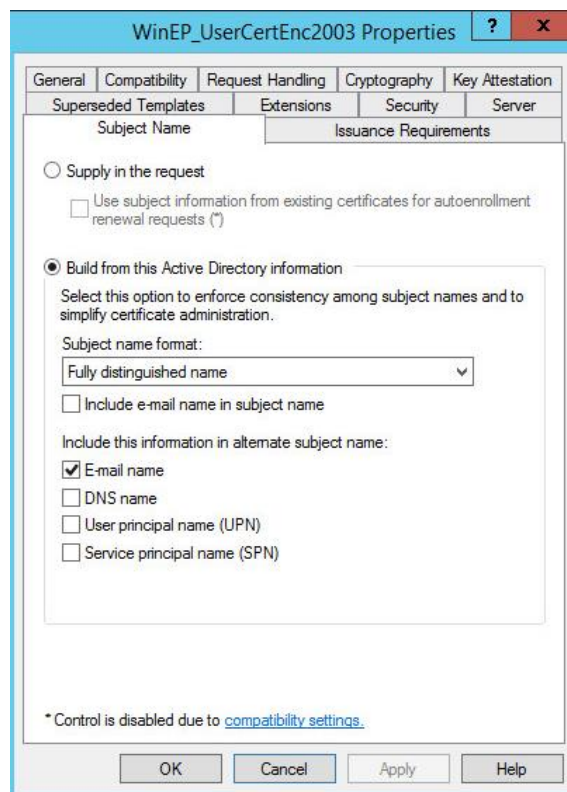 WinEP_UserCertEnc2003 Properties
?
x
General
Compatibility
Request Handling
Cryptography
Key Attestation
Superseded Templates
Extensions
Security
Server
Subject Name
Issuance Requirements
Supply in the request
Use subject information from existing certificates for autoenrollment
renewal requests (*)
Build from this Active Directory information
Select this option to enforce consistency among subject names and to
simplify certificate administration.
Subject name format:
Fully distinguished name
Include e-mail name in subject name
Include this information in alternate subject name:
E-mail name
DNS name
User principal name (UPN)
Service principal name (SPN)
* Control is disabled due to compatibility settings.
OK
Cancel
Apply
Help